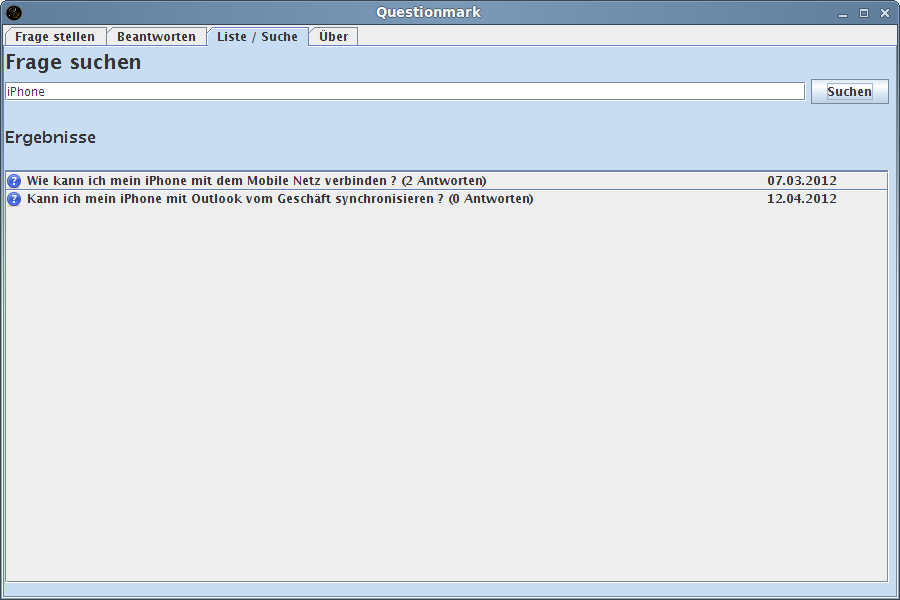 Questionmark
Frage stellen Beantworten Liste / Suche Über
Frage suchen
iPhone Suchen
Ergebnisse
Wie kann ich mein iPhone mit dem Mobile Netz verbinden ? (2 Antworten) 07.03.2012
Kann ich mein iPhone mit Outlook vom Geschäft synchronisieren ? (0 Antworten) 12.04.2012